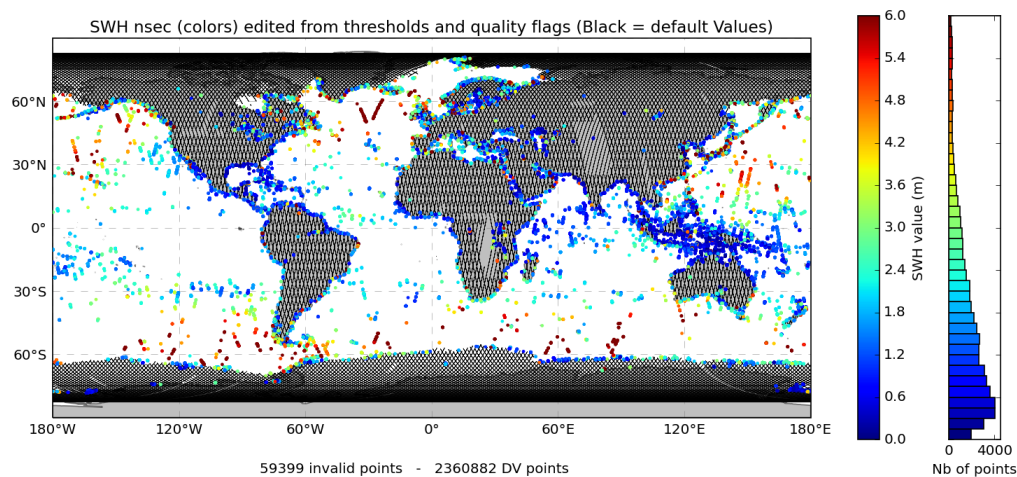 SWH nsec (colors) edited from thresholds and quality flags (Black = default Values)
60°N
30°N
0°
30°S
60°S
180°W 120°W 60°W 0° 60°E 120°E 180°E
59399 invalid points - 2360882 DV points
6.0
5.4
4.8
4.2
3.6
3.0
2.4
1.8
1.2
0.6
0.0
SWH value (m)
0 4000
Nb of points